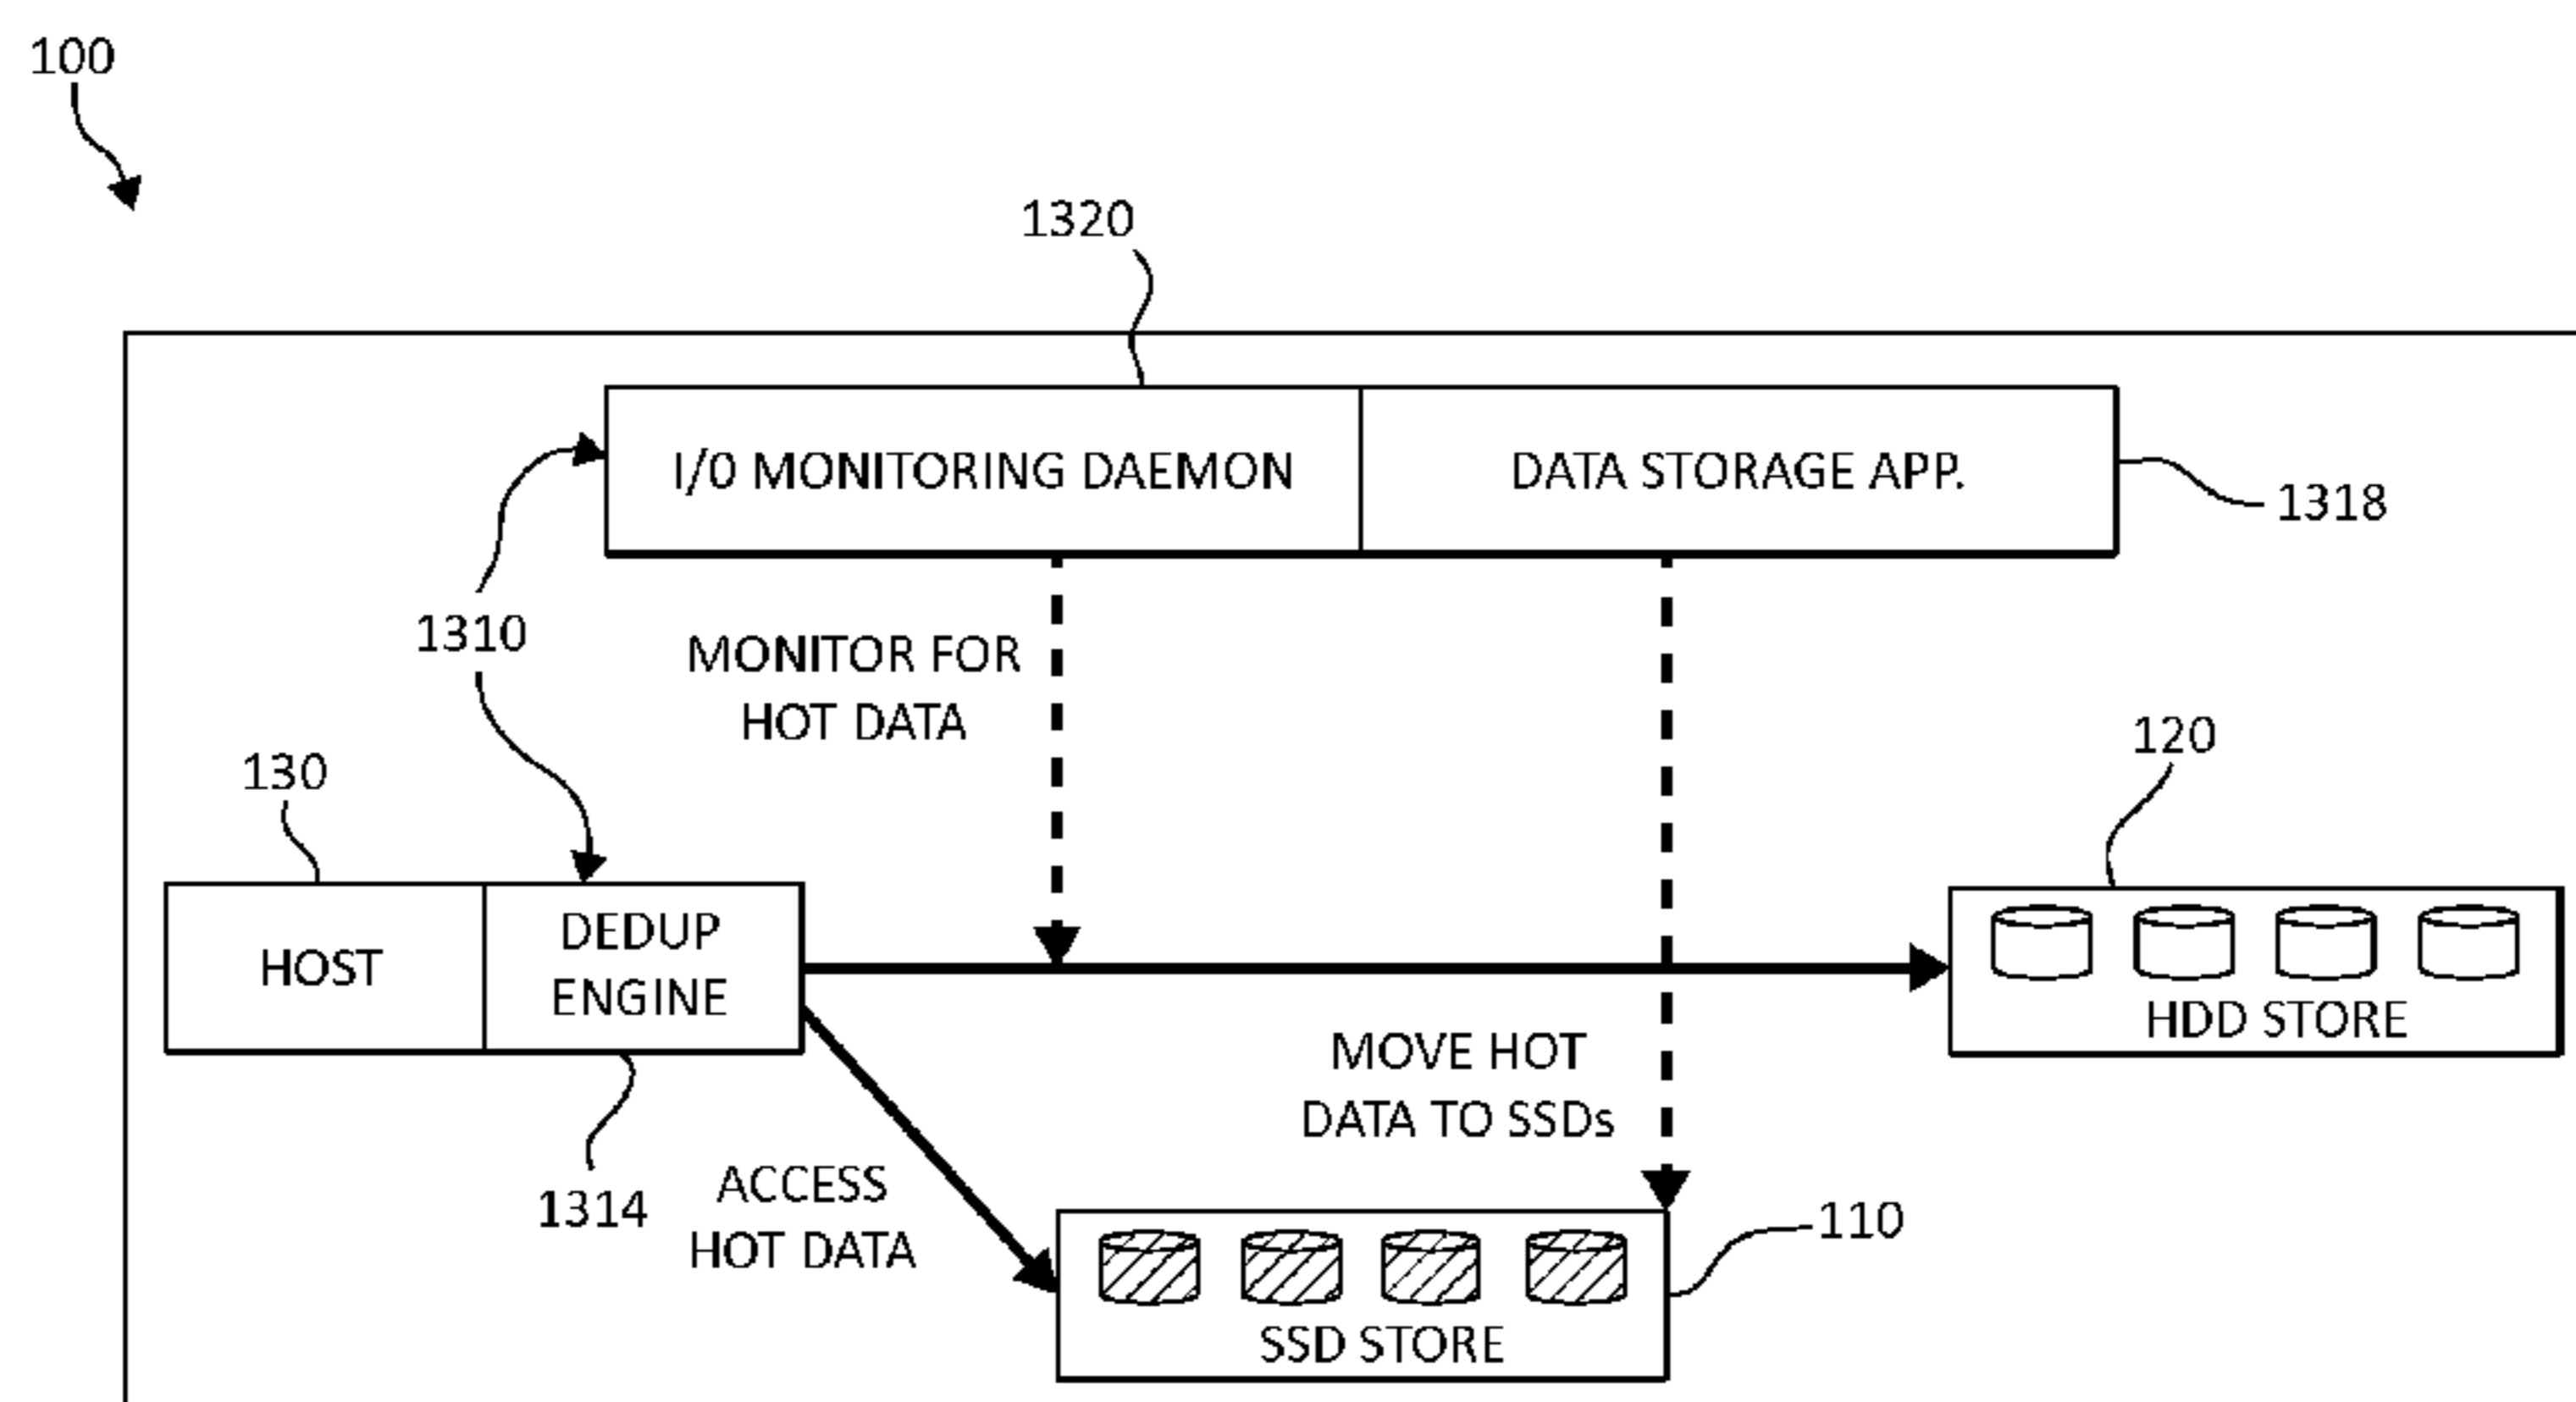 100
1320
I/0 MONITORING DAEMON
DATA STORAGE APP.
1318
1310
MONITOR FOR
HOT DATA
130
120
HOST
DEDUP
ENGINE
HDD STORE
MOVE HOT
DATA TO SSDs
1314
ACCESS
HOT DATA
110
SSD STORE